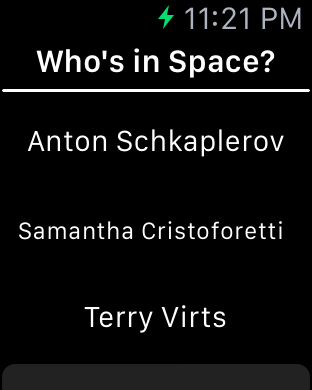 11:21 PM
Who's in Space?
Anton Schkaplerov
Samantha Cristoforetti
Terry Virts